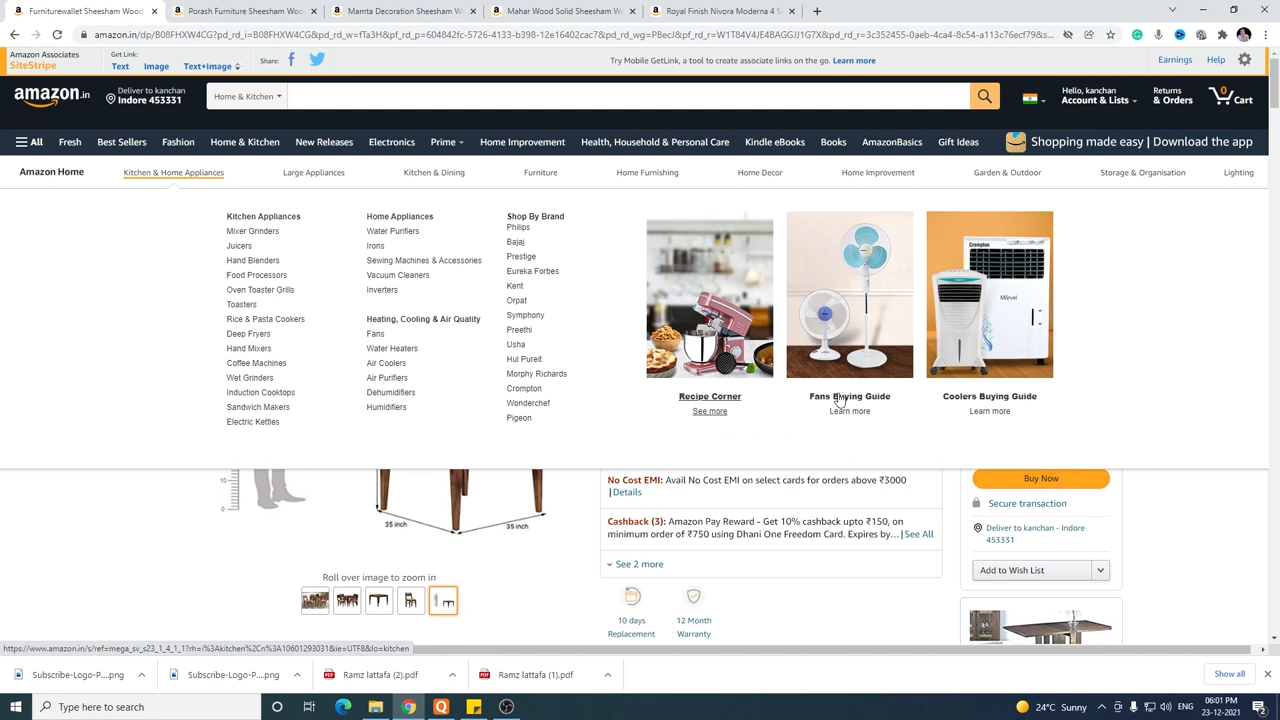 Furniturewallet Sheesham Wood
Porash Furniture Sheesham Wood
Mamta Decoration Sheesham Wo
Mahar Wood Solid Sheesham Wood
Royal Finish Nivora Moderna 4 S
amazon.in/dp/B08FHXW4CG?pd_rd_i=B08FHXW4CG&pd_rd_w=fTa3H&pf_rd_p=604842fc-5726-4133-b398-12e16402cac7&pd_rd_wg=PBecJ&pf_rd_r=W1T84V4JE4BAGGJJ1G7X&pd_rd_r=3c352455-0aeb-4ca4-8c54-a113c76ecf79&s...
Amazon Associates
SiteStripe
Get Link:
Text
Image
Text+Image
Share:
Try Mobile GetLink, a tool to create associate links on the go. Learn more
Earnings
Help
amazon.in
Deliver to kanchan
Indore 453331
Home & Kitchen
Hello, kanchan
Account & Lists
Returns
& Orders
0
Cart
All
Fresh
Best Sellers
Fashion
Home & Kitchen
New Releases
Electronics
Prime
Home Improvement
Health, Household & Personal Care
Kindle eBooks
Books
AmazonBasics
Gift Ideas
Shopping made easy | Download the app
Amazon Home
Kitchen & Home Appliances
Large Appliances
Kitchen & Dining
Furniture
Home Furnishing
Home Decor
Home Improvement
Garden & Outdoor
Storage & Organisation
Lighting
Kitchen Appliances
Mixer Grinders
Juicers
Hand Blenders
Food Processors
Oven Toaster Grills
Toasters
Rice & Pasta Cookers
Deep Fryers
Hand Mixers
Coffee Machines
Wet Grinders
Induction Cooktops
Sandwich Makers
Electric Kettles
Home Appliances
Water Purifiers
Irons
Sewing Machines & Accessories
Vacuum Cleaners
Inverters
Heating, Cooling & Air Quality
Fans
Water Heaters
Air Coolers
Air Purifiers
Dehumidifiers
Humidifiers
Shop By Brand
Philips
Bajaj
Prestige
Eureka Forbes
Kent
Orpat
Symphony
Preethi
Usha
Hul Pureit
Morphy Richards
Crompton
Wonderchef
Pigeon
Crompton
Recipe Corner
See more
Fans Buying Guide
Learn more
Coolers Buying Guide
Learn more
10
0
35 inch
35 inch
Roll over image to zoom in
No Cost EMI: Avail No Cost EMI on select cards for orders above ₹3000
| Details
Cashback (3): Amazon Pay Reward - Get 10% cashback upto ₹150, on
minimum order of ₹750 using Dhani One Freedom Card. Expires by... | See All
See 2 more
10 days
Replacement
12 Month
Warranty
Buy Now
Secure transaction
Deliver to kanchan - Indore
453331
Add to Wish List
https://www.amazon.in/s/ref=mega_sv_s23_1_4_1_1?rh=i%3Akitchen%2Cn%3A10601293031&ie=UTF8&lo=kitchen
Subscribe-Logo-P....png
Subscribe-Logo-P....png
Ramz lattafa (2).pdf
Ramz lattafa (1).pdf
Show all
Type here to search
24°C Sunny
06:01 PM
23-12-2021
2